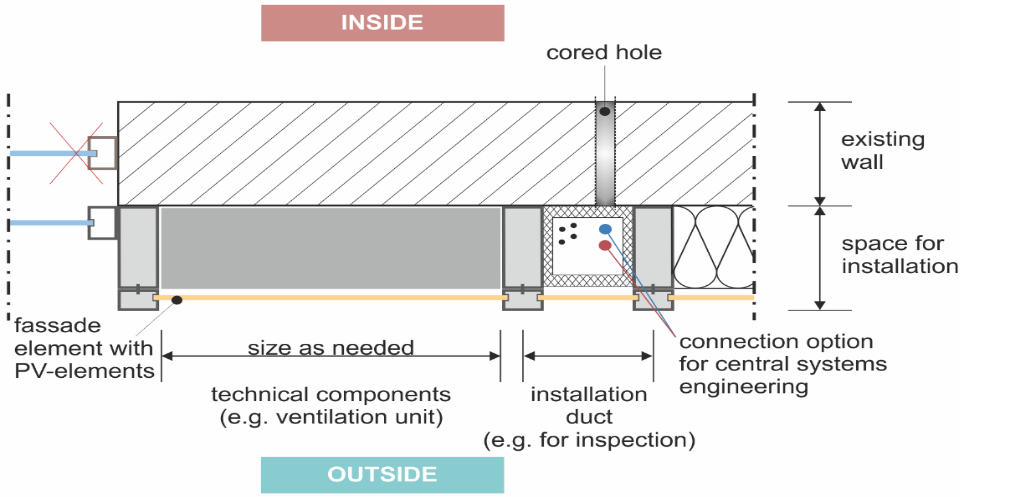 INSIDE
cored hole
existing
wall
space for
installation
fassade
element with
PV-elements
size as needed
connection option
for central systems
engineering
technical components
(e.g. ventilation unit)
installation
duct
(e.g. for inspection)
OUTSIDE